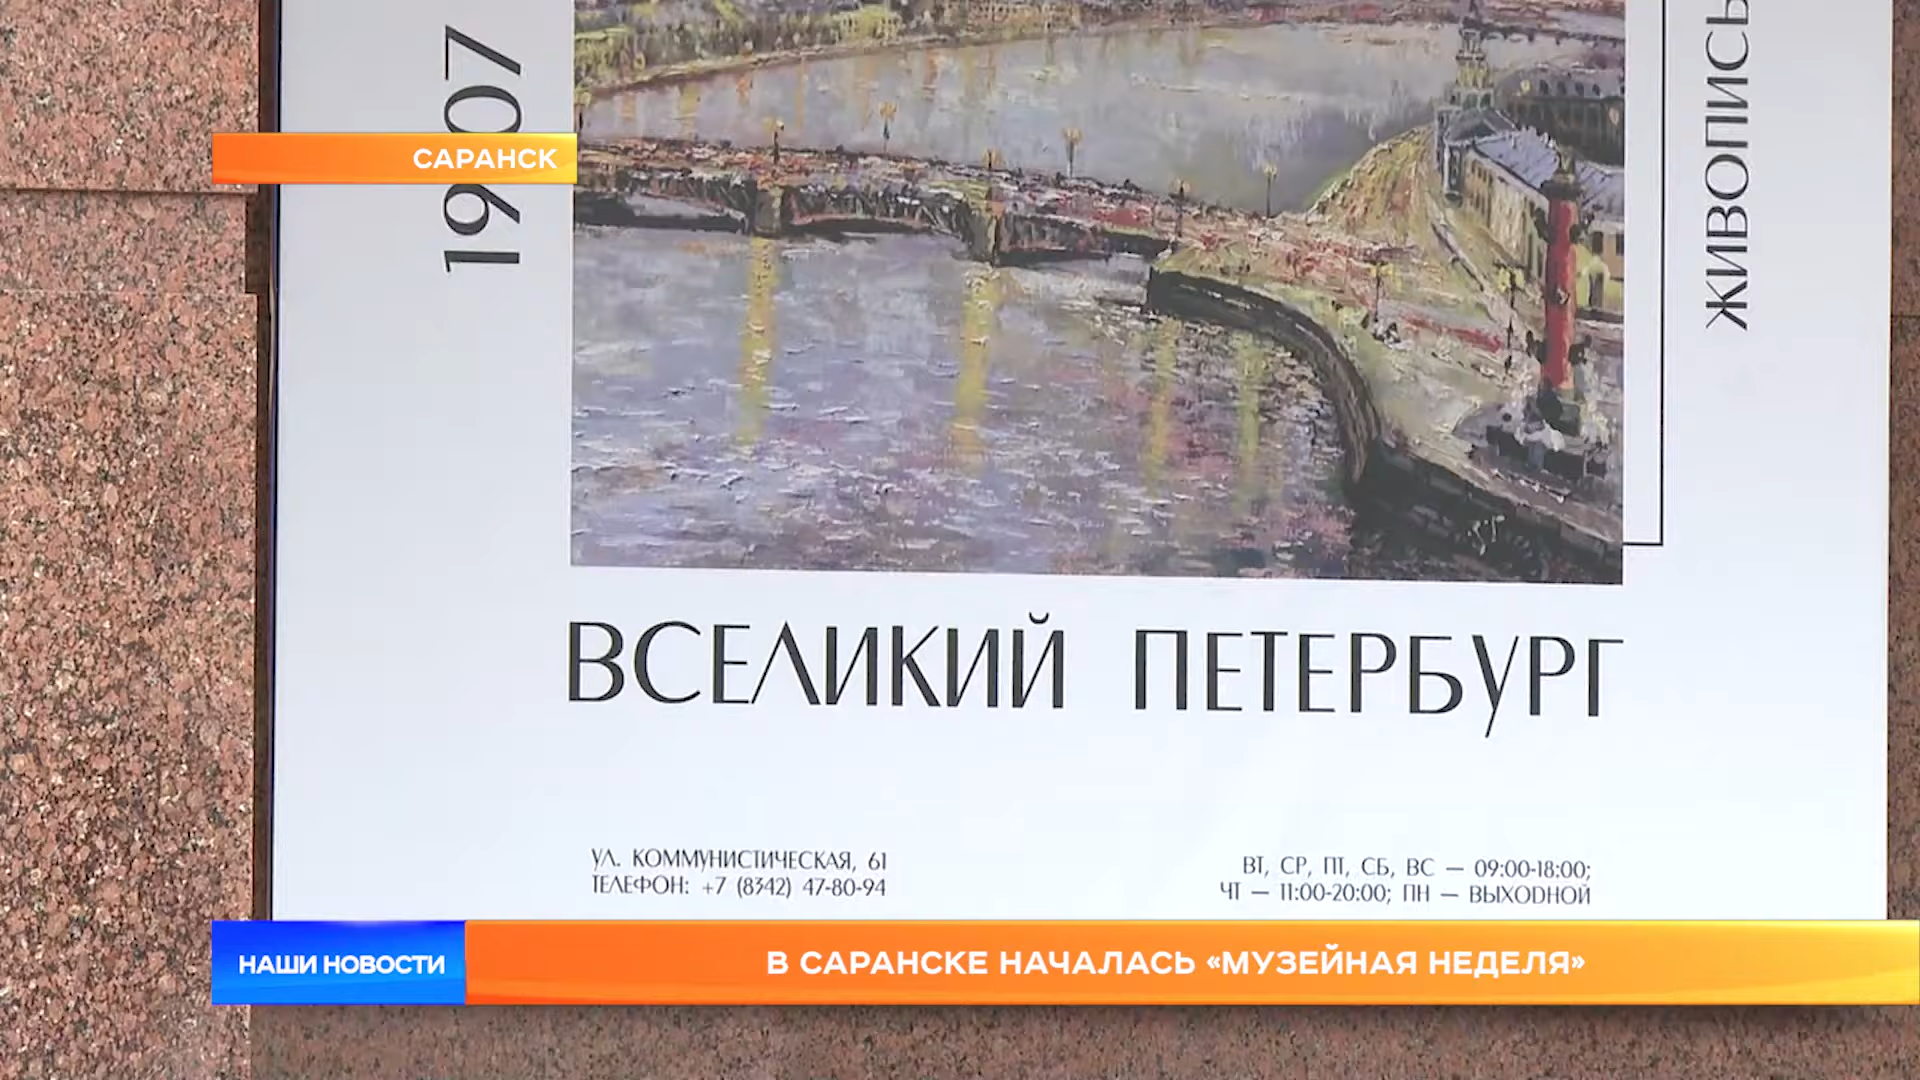 САРАНСК
ЖИВОПИСЬ
ВСЕЛИКИЙ ПЕТЕРБУРГ
УЛ. КОММУНИСТИЧЕСКАЯ, 61
ТЕЛЕФОН: +7 (8342) 47-80-94
ВТ, СР, ПТ, СБ, ВС — 09:00-18:00;
ЧТ — 11:00-20:00; ПН — ВЫХОДНОЙ
НАШИ НОВОСТИ
В САРАНСКЕ НАЧАЛАСЬ «МУЗЕЙНАЯ НЕДЕЛЯ»